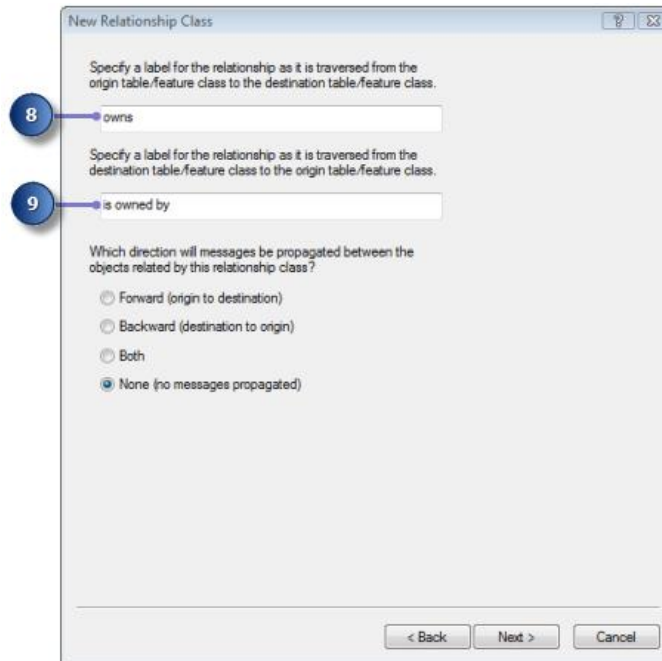 New Relationship Class
Specify a label for the relationship as it is traversed from the
origin table/feature class to the destination table/feature class.
8
owns
Specify a label for the relationship as it is traversed from the
destination table/feature class to the origin table/feature class.
9
is owned by
Which direction will messages be propagated between the
objects related by this relationship class?
Forward (origin to destination)
Backward (destination to origin)
Both
None (no messages propagated)
< Back Next > Cancel